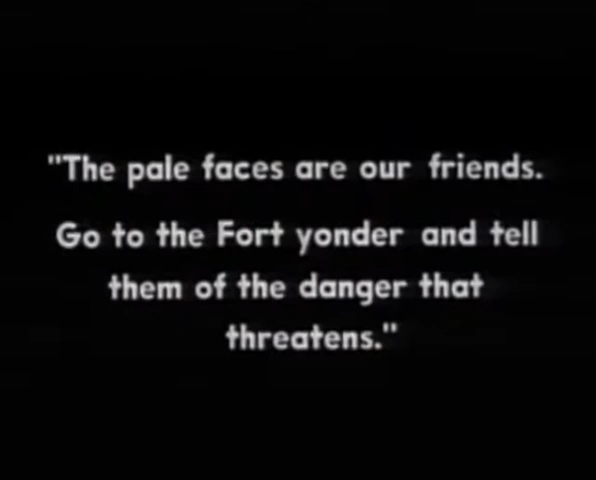 "The pale faces are our friends.
Go to the Fort yonder and tell
them of the danger that
threatens."